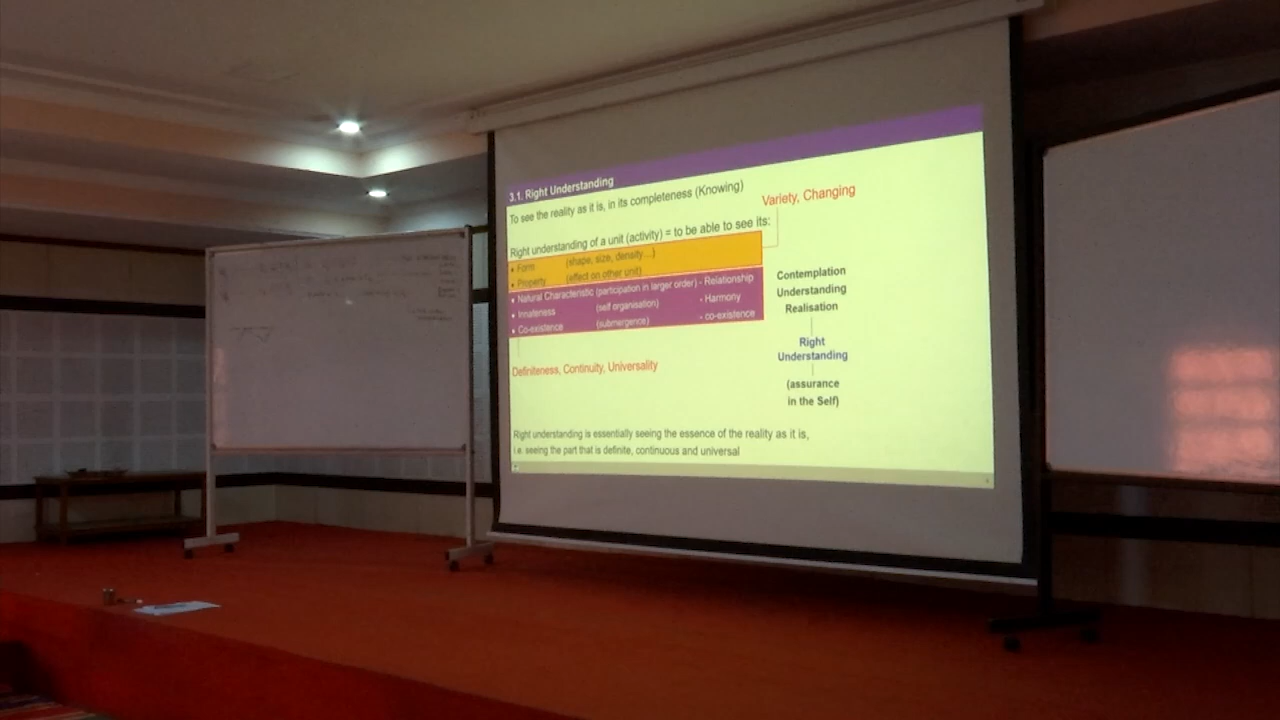 3.1. Right Understanding
To see the reality as it is, in its completeness (Knowing)
Variety, Changing
Right understanding of a unit (activity) = to be able to see its:
• Form (shape, size, density...)
• Property (effect on other unit)
• Natural Characteristic (participation in larger order) - Relationship
• Innateness (self organisation) - Harmony
• Co-existence (submergence) - co-existence
Definiteness, Continuity, Universality
Contemplation
Understanding
Realisation
Right
Understanding
(assurance
in the Self)
Right understanding is essentially seeing the essence of the reality as it is,
i.e. seeing the part that is definite, continuous and universal